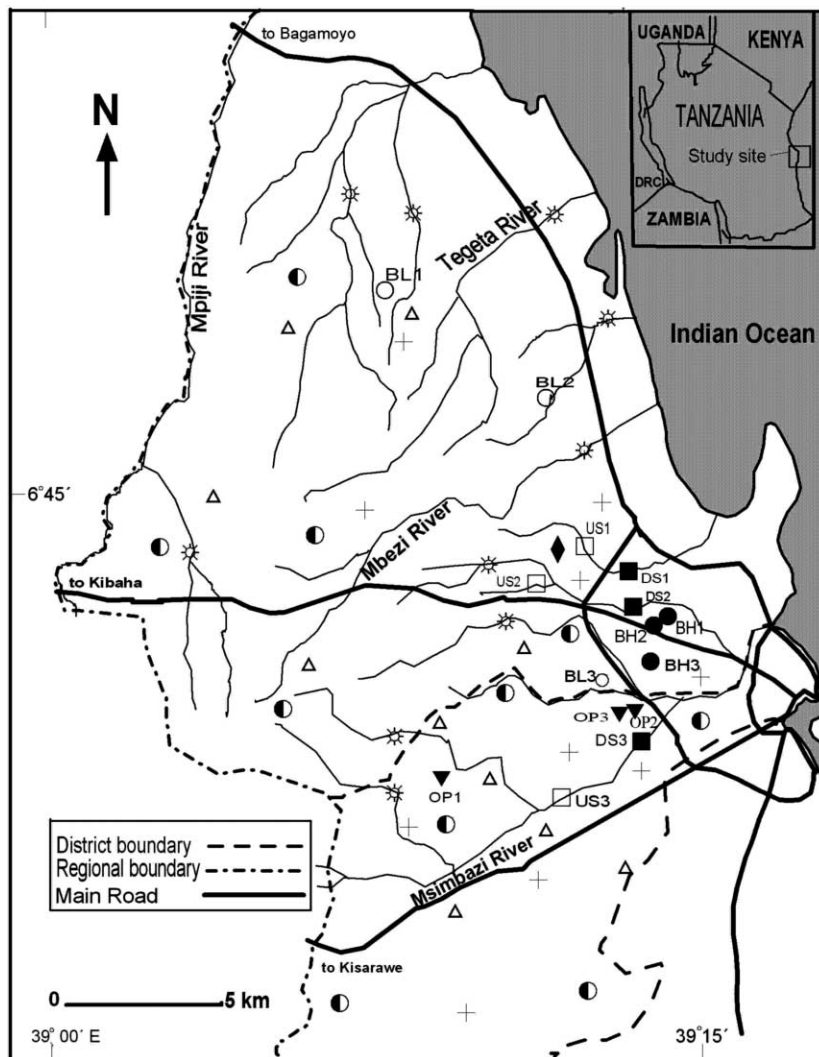 to Bagamoyo
UGANDA
KENYA
TANZANIA
Study site
DRC
ZAMBIA
N
Mpiji River
Tegeta River
BL1
Indian Ocean
BL2
6°45'
Mbezi River
US1
to Kibaha
US2
DS1
DS2
BH1
BH2
BH3
BL3
OP3
OP2
DS3
OP1
US3
District boundary
Regional boundary
Main Road
Msimbazi River
to Kisarawe
0 5 km
39°00' E
39°15'